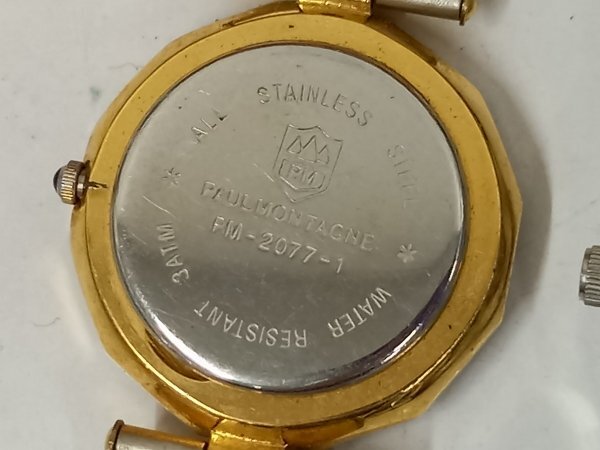 * ALL STAINLESS STEEL *
PM
PAULMONTAGNE
PM-2077-1
WATER RESISTANT 3ATM